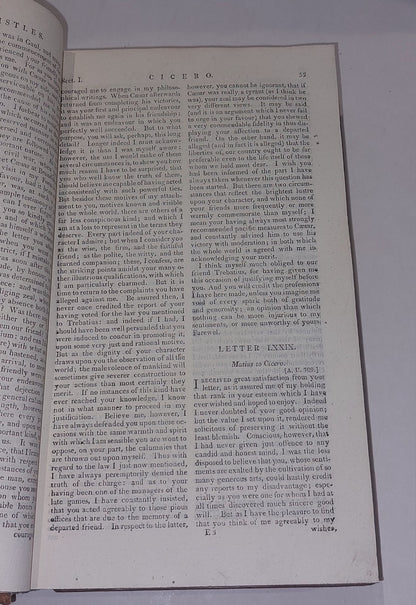 ISTLES.
was in Gaul, and
Sect. I.
CICERO.
55
couraged me to engage in my philoso-
phical writings. When Cæsar afterwards
returned from completing his victories,
it was your first and principal endeavour
to establish me again in his friendship:
and it was an endeavour in which you
perfectly well succeeded. But to what
purpose, you will ask, perhaps, this long
detail? Longer indeed I must acknow-
ledge it is than I was myself aware:
however, the use I would make of these
several circumstances is, to shew you how
much reason I have to be surprised, that
you who well know the truth of them,
should believe me capable of having acted
inconsistently with such powerful ties.
But besides these motives of my attach-
ment to you, motives known and visible
to the whole world, there are others of a
far less conspicuous kind; and which I
am at a loss to represent in the terms they
deserve. Every part indeed of your cha-
racter I admire; but when I consider you
as the wise, the firm, and the faithful
friend; as the polite, the witty, and the
learned companion; these, I confess, are
the striking points amidst your many o-
ther illustrious qualifications, with which
I am particularly charmed. But it is
time to return to the complaints you have
alleged against me. Be assured then, I
never once credited the report of your
having voted for the law you mentioned
to Trebatius; and indeed if I had, I
should have been well persuaded that you
were induced to concur in promoting it,
upon some very just and rational motive.
But as the dignity of your character
draws upon you the observation of all the
world; the malevolence of mankind will
sometimes give severer constructions to
your actions than most certainly they
merit. If no instances of this kind have
ever reached your knowledge, I know
not in what manner to proceed in my
justification. Believe me, however, I
have always defended you upon these oc-
casions with the same warmth and spirit
with which I am sensible you are wont to
oppose, on your part, the calumnies that
are thrown out upon myself. Thus with
regard to the law I just now mentioned,
I have always peremptorily denied the
truth of the charge: and as to your
having been one of the managers of the
late games, I have constantly insisted,
that you acted agreeably to those pious
offices that are due to the memory of a
departed friend. In respect to the latter,
however, you cannot be ignorant, that if
Cæsar was really a tyrant (as I think he
was), your zeal may be considered in two
very different views. It may be said
(and it is an argument which I never fail
to urge in your favour) that you shewed
a very commendable fidelity in thus dis-
playing your affection to a departed
friend. On the other hand, it may be
alleged (and in fact it is alleged) that the
liberties of our country ought to be far
preferable even to the life itself of those
whom we hold most dear. I wish you
had been informed of the part I have
always taken whenever this question has
been started. But there are two circum-
stances that reflect the brightest lustre
upon your character, and which none of
your friends more frequently or more
warmly commemorate than myself; I
mean your having always most strongly
recommended pacific measures to Cæsar,
and constantly advised him to use his
victory with moderation; in both which
the whole world is agreed with me in
acknowledging your merit.
I think myself much obliged to our
friend Trebatius, for having given me
this occasion of justifying myself before
you. And you will credit the professions
I have here made, unless you imagine me
void of every spark both of gratitude
and generosity; an opinion than which
nothing can be more injurious to my
sentiments, or more unworthy of yours.
Farewel.
LETTER LXXIX.
Matius to Cicero.
[A. U. 709.]
I RECEIVED great satisfaction from your
letter, as it assured me of my holding
that rank in your esteem which I have
ever wished and hoped to enjoy. Indeed
I never doubted of your good opinion;
but the value I set upon it, rendered me
solicitous of preserving it without the
least blemish. Conscious, however, that
I had never given just offence to any
candid and honest mind, I was the less
disposed to believe that you, whose senti-
ments are exalted by the cultivation of so
many generous arts, could hastily credit
any reports to my disadvantage; espe-
cially as you were one for whom I had at
all times discovered much sincere good
will. But as I have the pleasure to find
that you think of me agreeably to my
E 3
wishes,